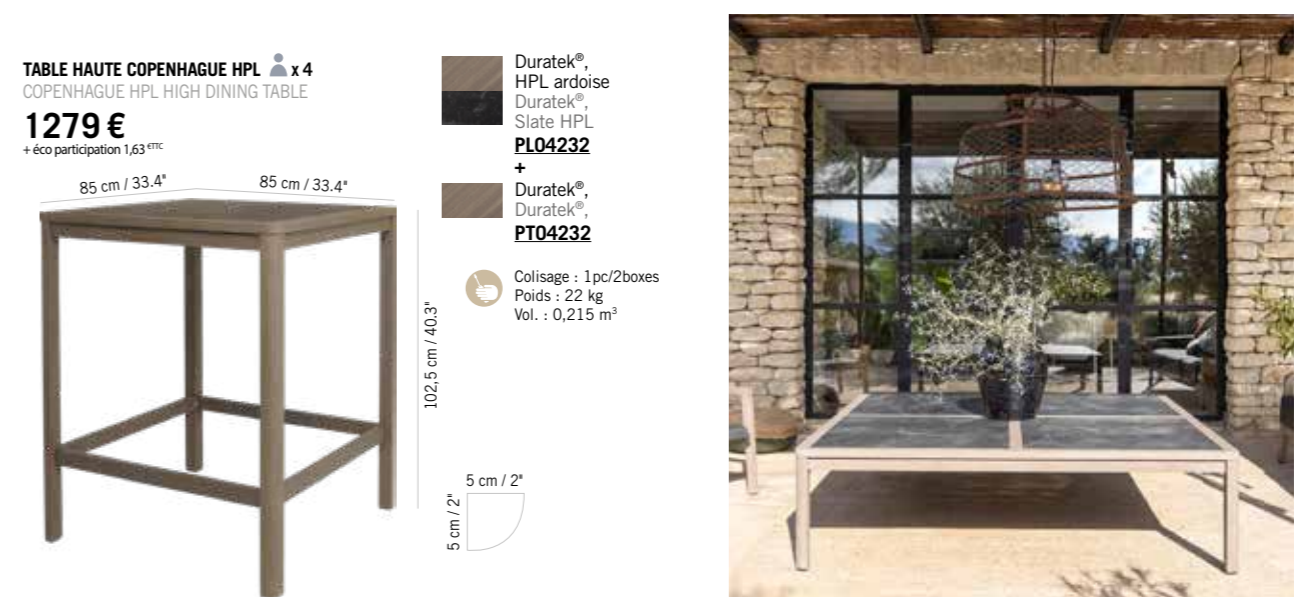 TABLE HAUTE COPENHAGUE HPL x 4
COPENHAGUE HPL HIGH DINING TABLE
1279 €
+ éco participation 1,63 €TTC
85 cm / 33.4"
85 cm / 33.4"
102,5 cm / 40.3"
Duratek®,
HPL ardoise
Duratek®,
Slate HPL
PL04232
+
Duratek®,
Duratek®,
PT04232
Colisage : 1pc/2boxes
Poids : 22 kg
Vol. : 0,215 m³
5 cm / 2"
5 cm / 2"